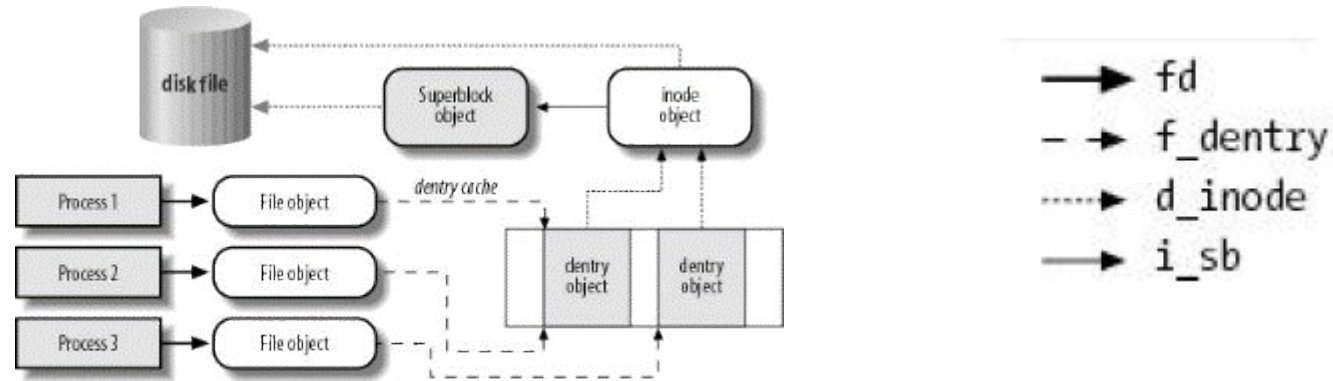 disk file
Superblock
object
inode
object
Process 1
File object
dentry cache
Process 2
File object
dentry
object
dentry
object
Process 3
File object
fd
f_dentry
d_inode
i_sb